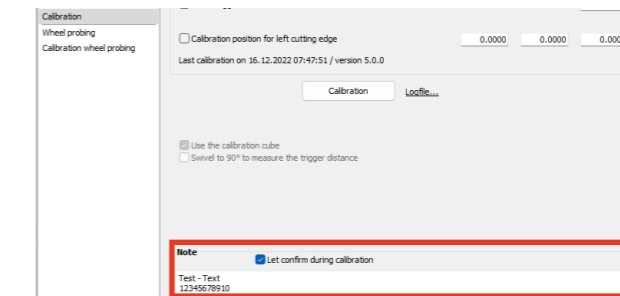 Calibration
Wheel probing
Calibration wheel probing
Calibration position for left cutting edge 0.0000 0.0000 0.000
Last calibration on 16.12.2022 07:47:51 / version 5.0.0
Calibration Logfile...
Use the calibration cube
Swivel to 90° to measure the trigger distance
Note
Let confirm during calibration
Test - Text
12345678910